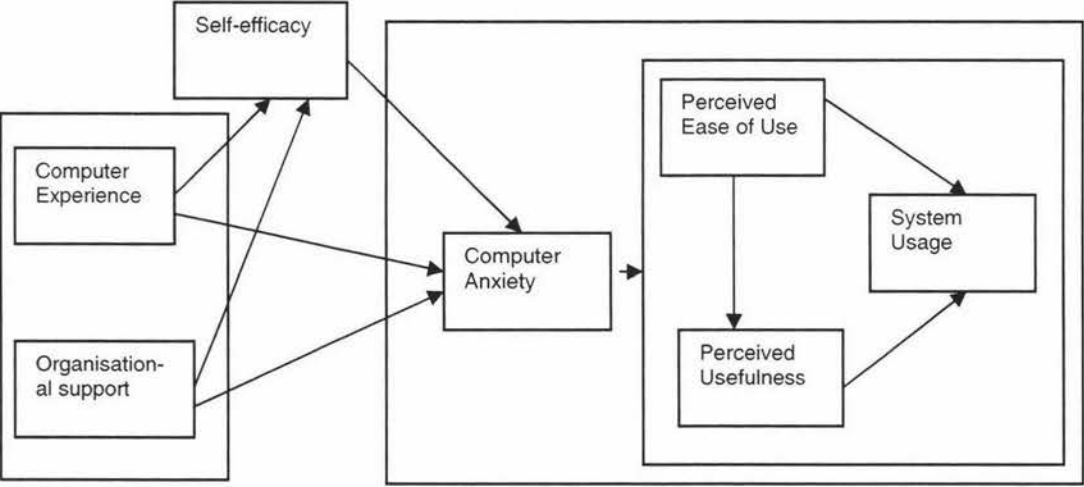 Self-efficacy
Computer
Experience
Organisation-
al support
Computer
Anxiety
Perceived
Ease of Use
System
Usage
Perceived
Usefulness